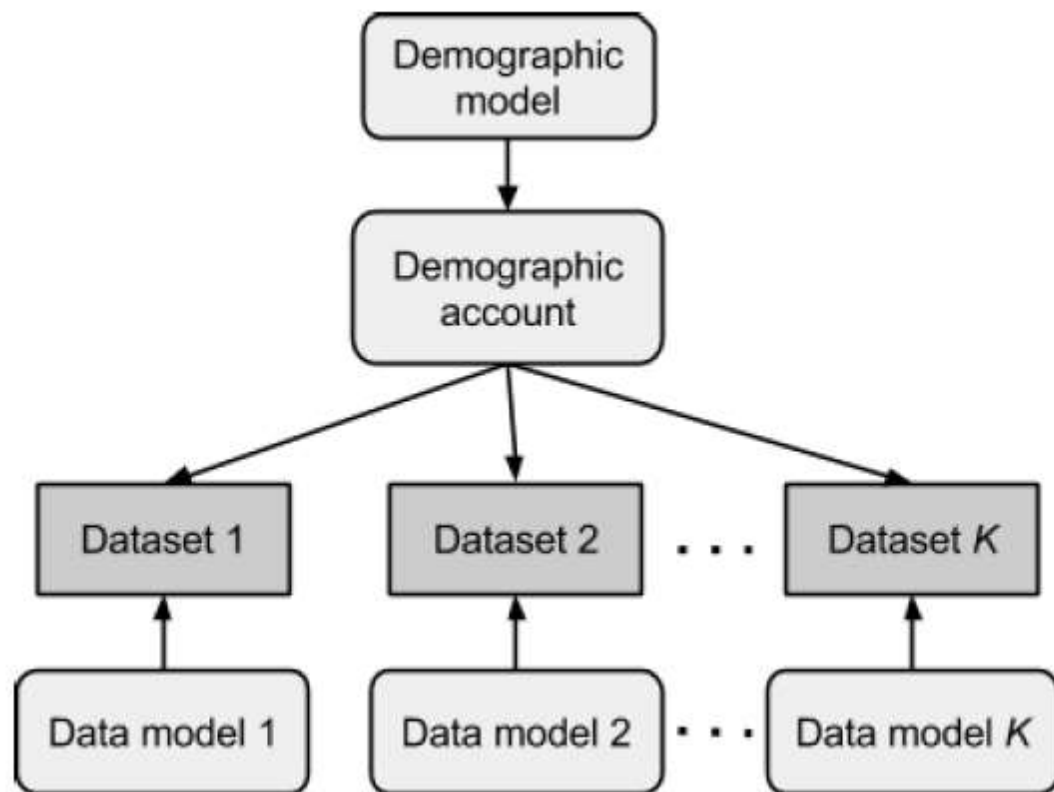 Demographic
model
Demographic
account
Dataset 1
Dataset 2
. . .
Dataset K
Data model 1
Data model 2
. . .
Data model K